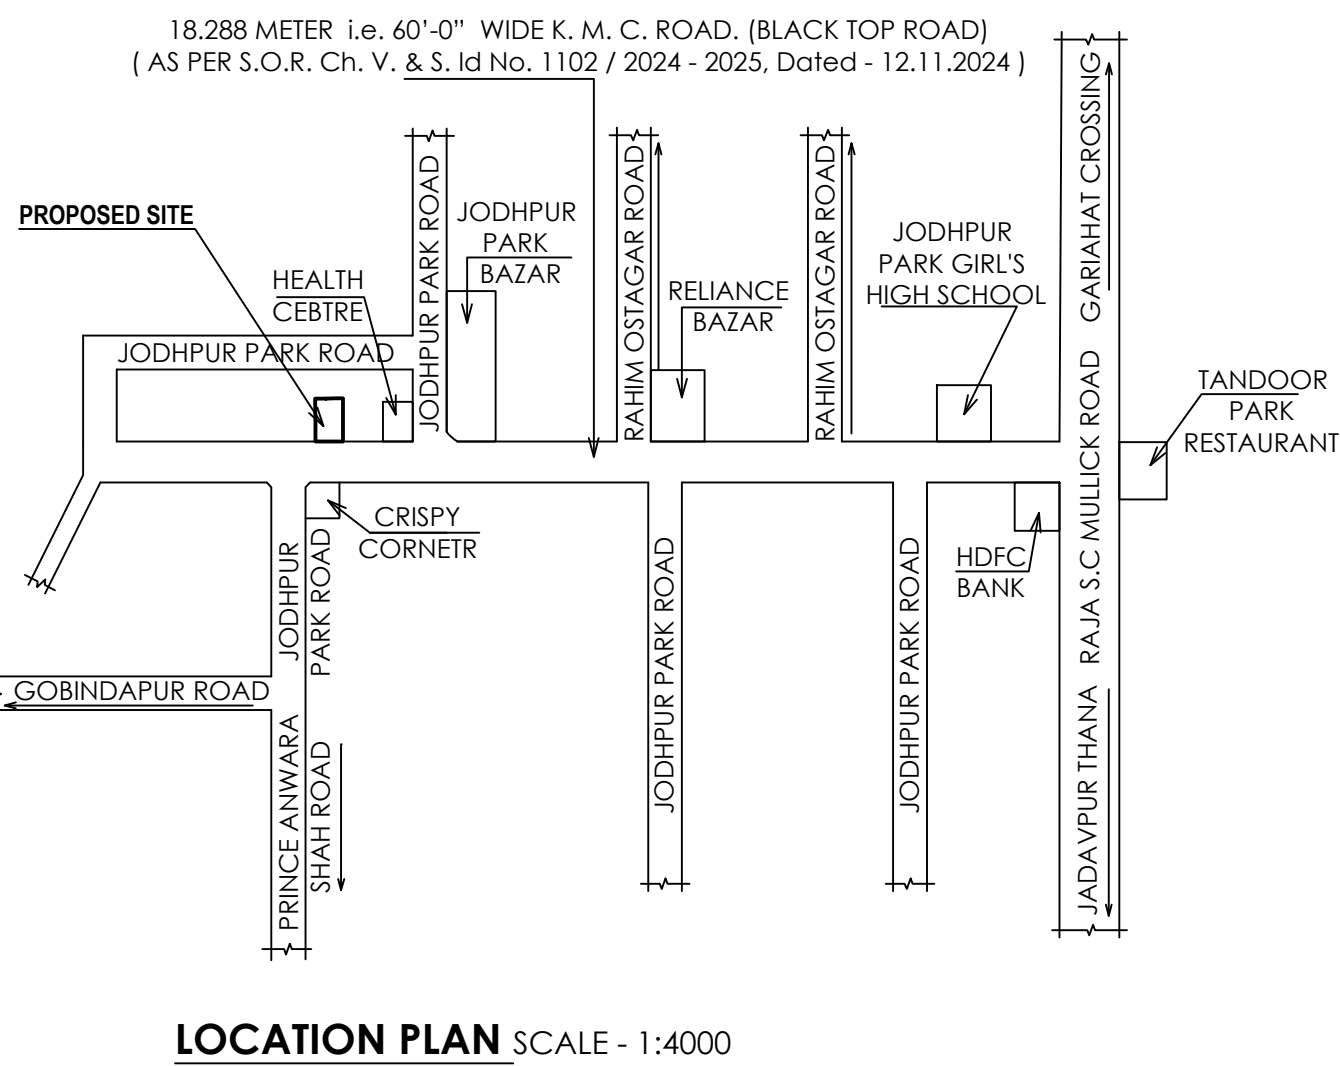 18.288 METER i.e. 60’-0” WIDE K. M. C. ROAD. (BLACK TOP ROAD)
( AS PER S.O.R. Ch. V. & S. Id No. 1102 / 2024 - 2025, Dated - 12.11.2024 )
PROPOSED SITE
HEALTH
CEBTRE
JODHPUR PARK ROAD
JODHPUR PARK ROAD
JODHPUR
PARK
BAZAR
RAHIM OSTAGAR ROAD
RELIANCE
BAZAR
RAHIM OSTAGAR ROAD
JODHPUR
PARK GIRL'S
HIGH SCHOOL
GARIAHAT CROSSING
RAJA S.C MULLICK ROAD
JADAVPUR THANA
TANDOOR
PARK
RESTAURANT
CRISPY
CORNETR
HDFC
BANK
JODHPUR
PARK ROAD
GOBINDAPUR ROAD
PRINCE ANWARA
SHAH ROAD
JODHPUR PARK ROAD
JODHPUR PARK ROAD
LOCATION PLAN SCALE - 1:4000